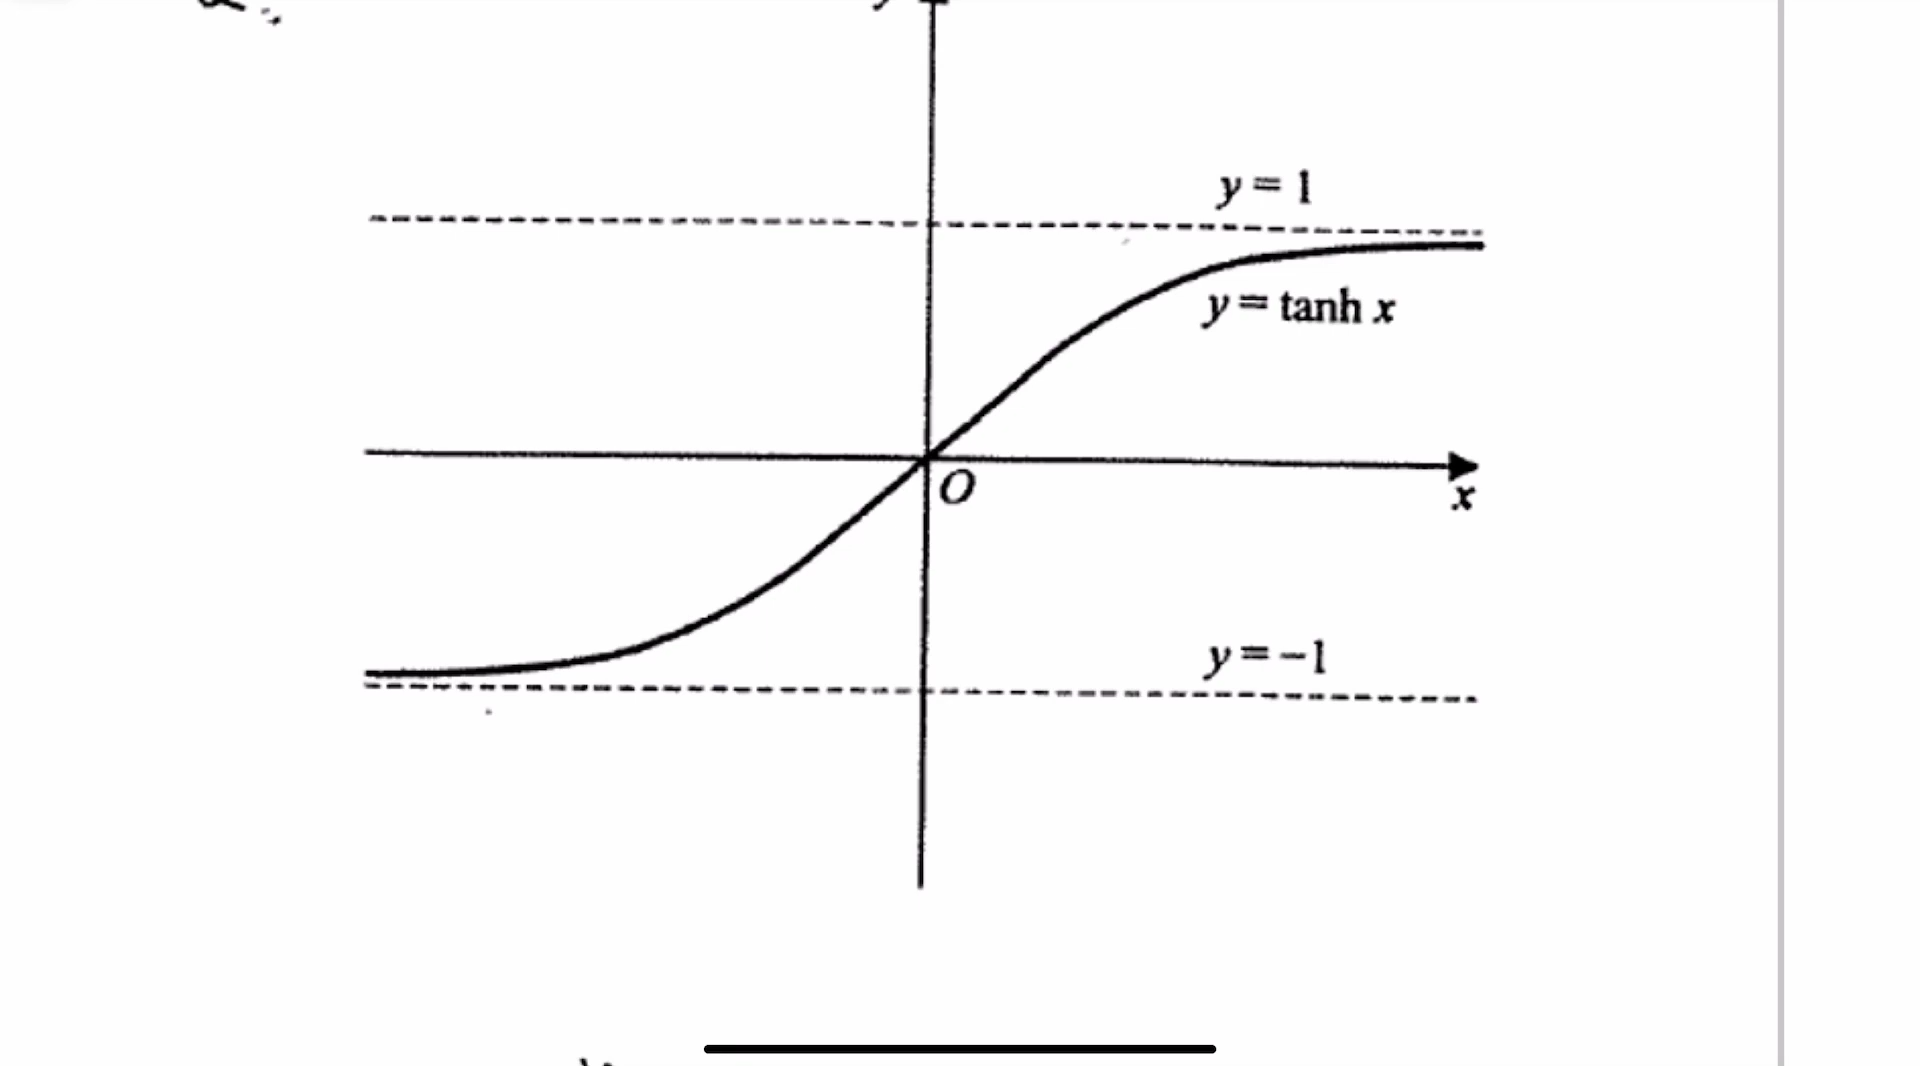 y
y = 1
y = tanh x
O
x
y = −1